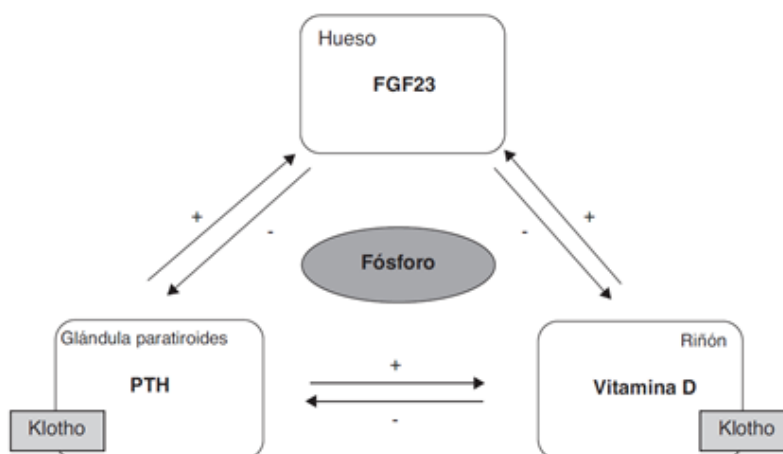 Hueso
FGF23
+
-
-
+
Fósforo
Glándula paratiroides
PTH
Klotho
+
-
Riñón
Vitamina D
Klotho